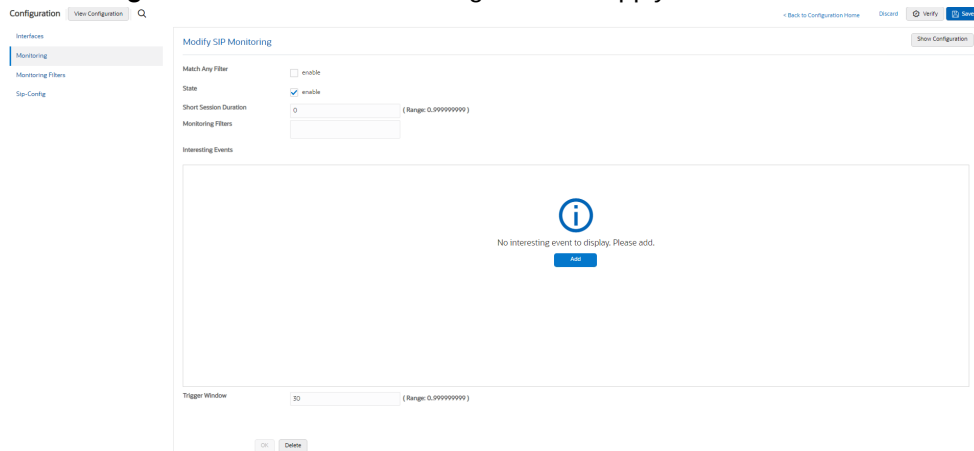 Configuration View Configuration < Back to Configuration Home Discard Verify Save
Interfaces
Monitoring
Monitoring Filters
Sip-Config
Modify SIP Monitoring Show Configuration
Match Any Filter enable
State enable
Short Session Duration 0 ( Range: 0..999999999 )
Monitoring Filters
Interesting Events
No interesting event to display. Please add.
Add
Trigger Window 30 ( Range: 0..999999999 )
OK Delete